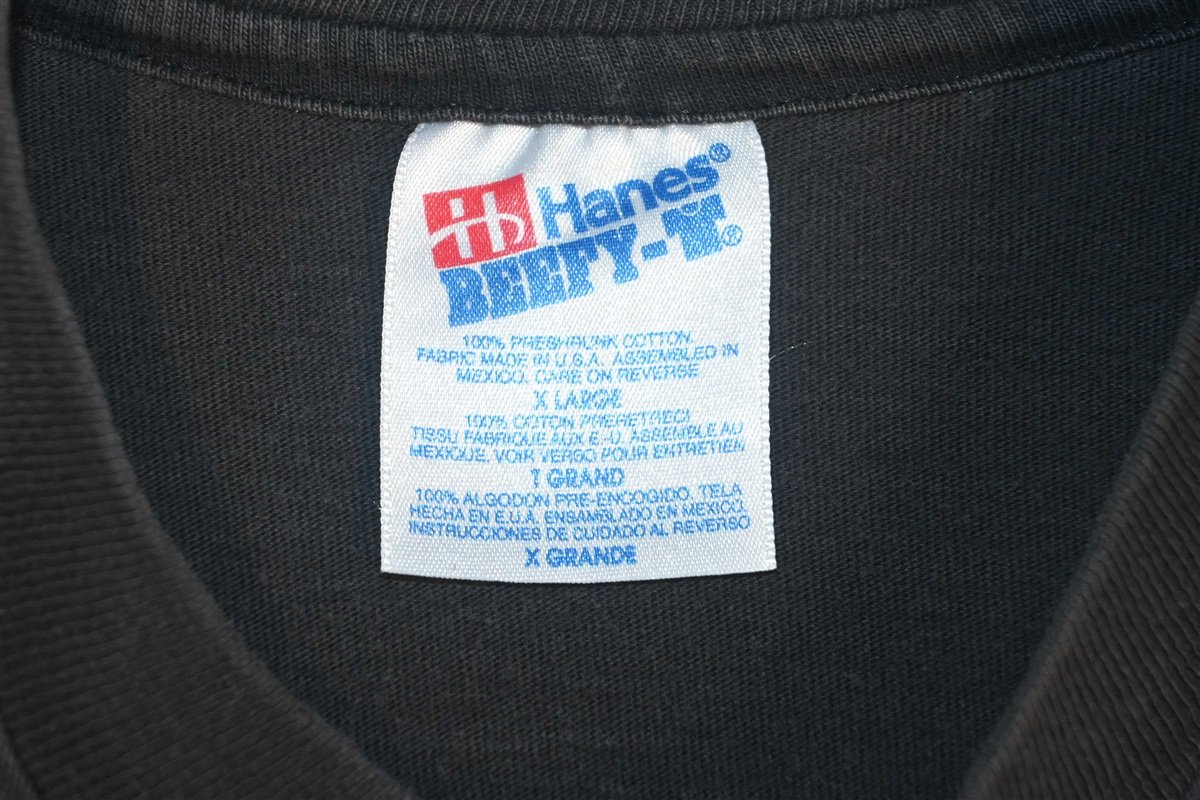 Hanes®
BEEFY-T®
100% PRESHRUNK COTTON
FABRIC MADE IN U.S.A. ASSEMBLED IN
MEXICO. CARE ON REVERSE
X LARGE
100% COTON PRERETRECI
TISSU FABRIQUE AUX E.-U. ASSEMBLE AU
MEXIQUE. VOIR VERSO POUR ENTRETIEN
T GRAND
100% ALGODON PRE-ENCOGIDO. TELA
HECHA EN E.U.A. ENSAMBLADO EN MEXICO.
INSTRUCCIONES DE CUIDADO AL REVERSO
X GRANDE